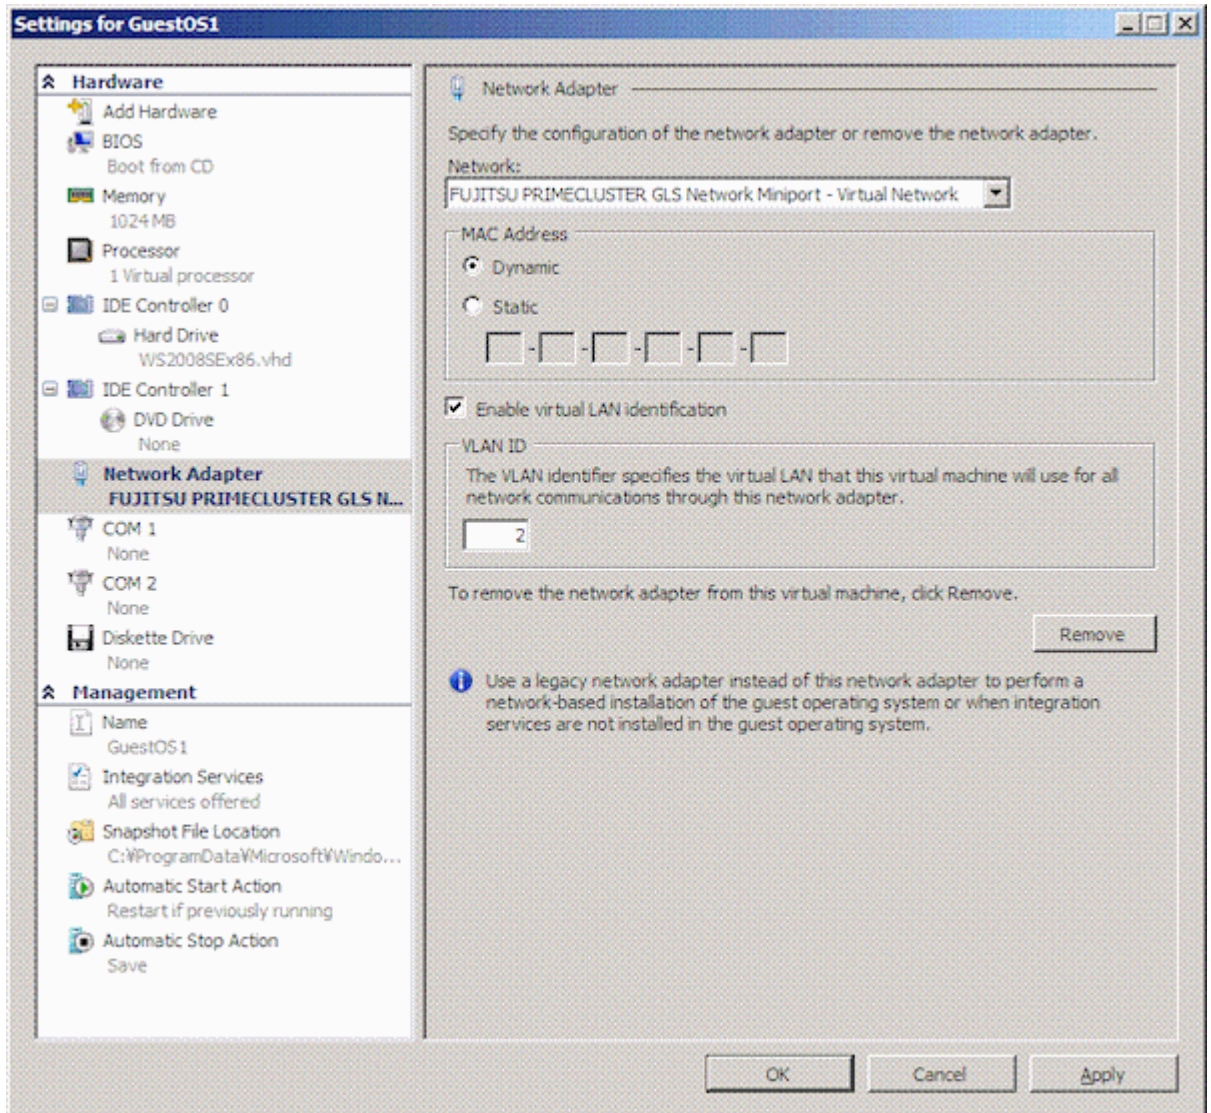 Settings for GuestOS1
Hardware
Add Hardware
BIOS
Boot from CD
Memory
1024 MB
Processor
1 Virtual processor
IDE Controller 0
Hard Drive
WS2008SEx86.vhd
IDE Controller 1
DVD Drive
None
Network Adapter
FUJITSU PRIMECLUSTER GLS N...
COM 1
None
COM 2
None
Diskette Drive
None
Management
Name
GuestOS1
Integration Services
All services offered
Snapshot File Location
C:¥ProgramData¥Microsoft¥Windo...
Automatic Start Action
Restart if previously running
Automatic Stop Action
Save
Network Adapter
Specify the configuration of the network adapter or remove the network adapter.
Network:
FUJITSU PRIMECLUSTER GLS Network Miniport - Virtual Network
MAC Address
Dynamic
Static
- - - - -
Enable virtual LAN identification
VLAN ID
The VLAN identifier specifies the virtual LAN that this virtual machine will use for all
network communications through this network adapter.
2
To remove the network adapter from this virtual machine, click Remove.
Remove
Use a legacy network adapter instead of this network adapter to perform a
network-based installation of the guest operating system or when integration
services are not installed in the guest operating system.
OK
Cancel
Apply